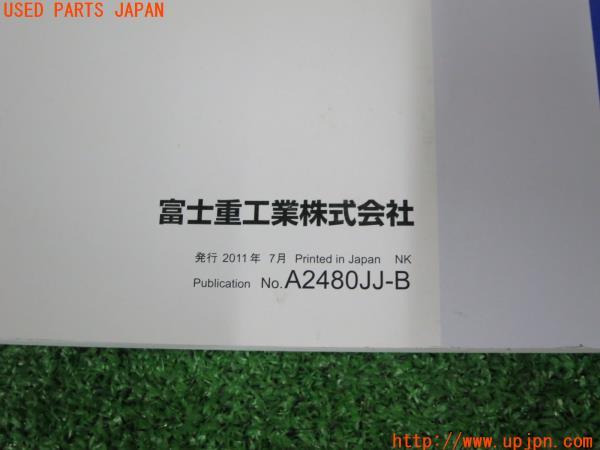 USED PARTS JAPAN
富士重工業株式会社
発行 2011年 7月 Printed in Japan NK
Publication No.A2480JJ-B
http://www.upjpn.com/